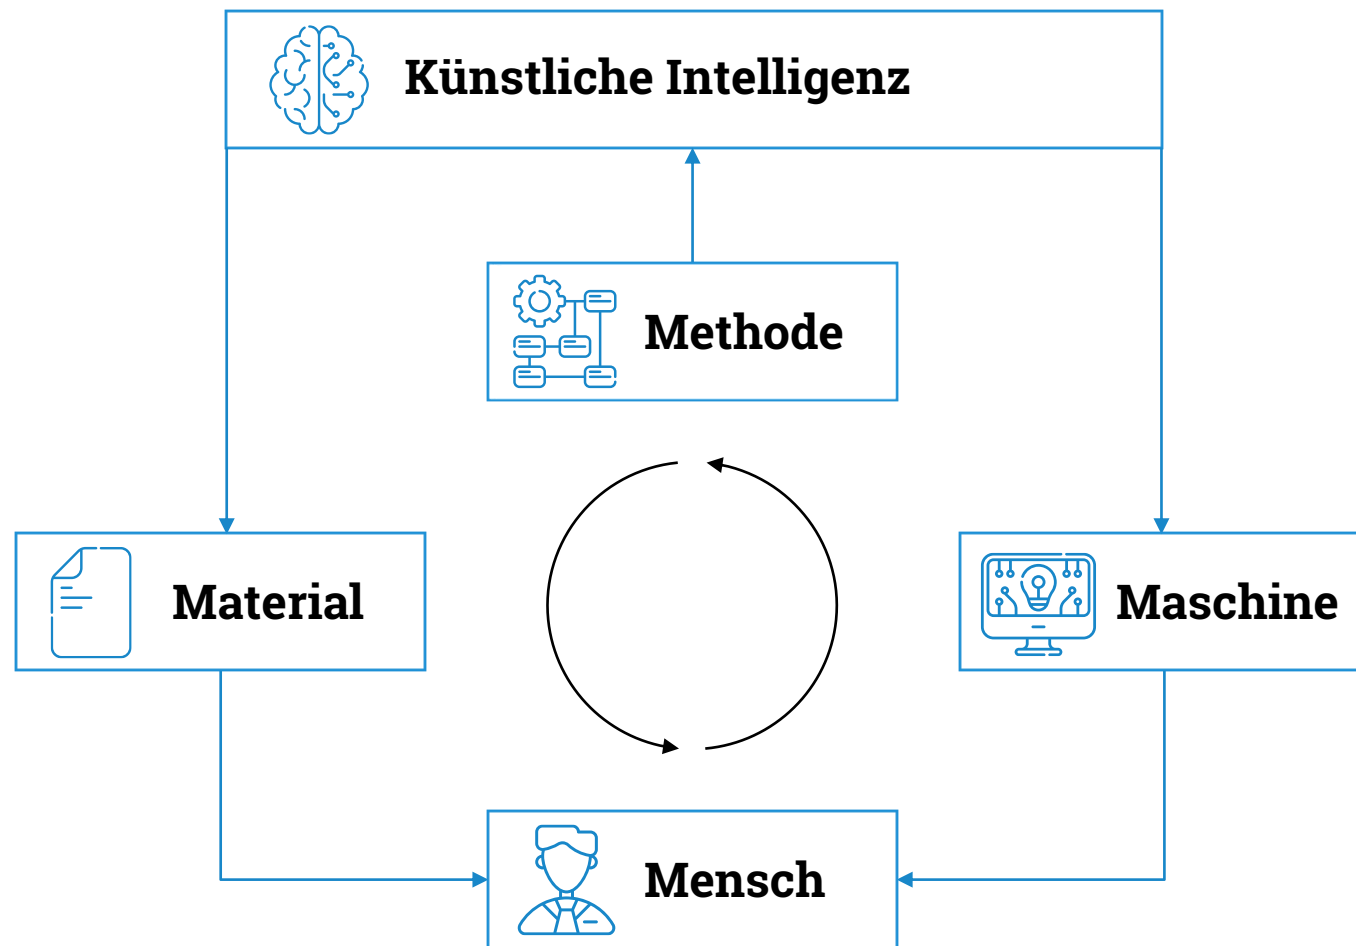 Künstliche Intelligenz
Methode
Material
Maschine
Mensch